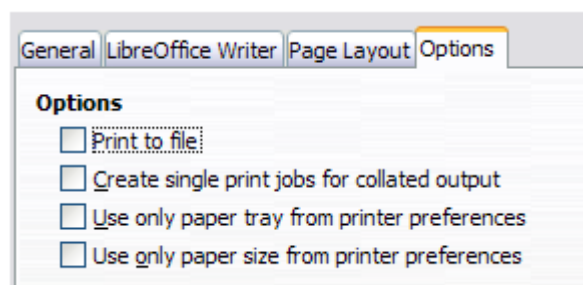 General LibreOffice Writer Page Layout Options
Options
Print to file
Create single print jobs for collated output
Use only paper tray from printer preferences
Use only paper size from printer preferences